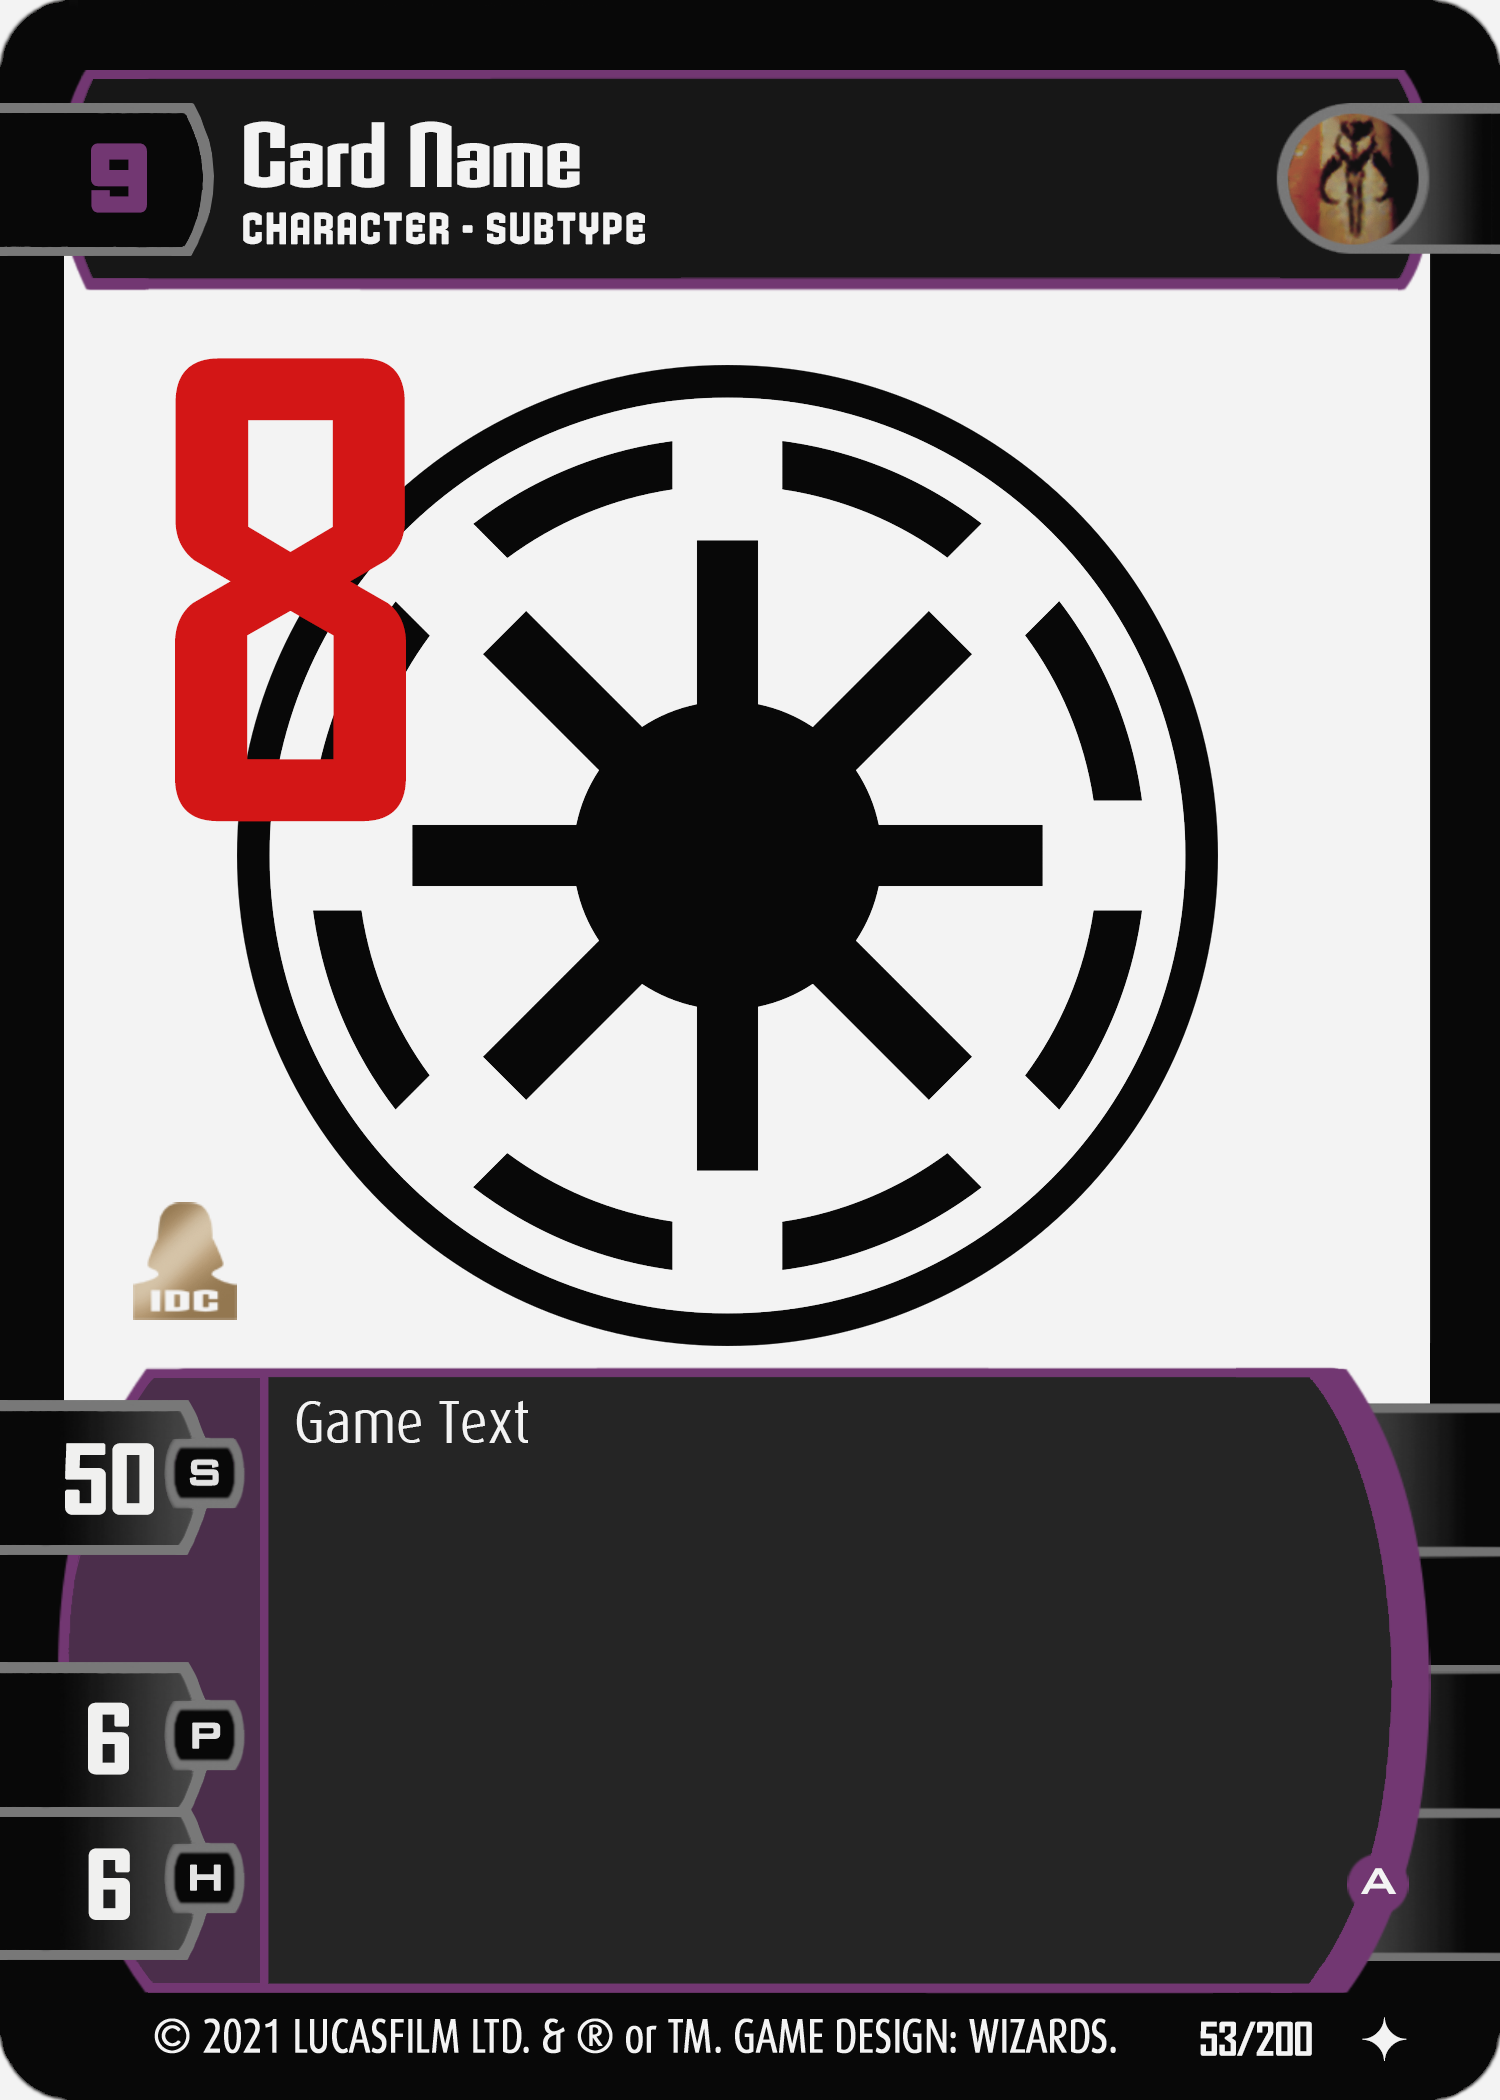 9
Card Name
CHARACTER - SUBTYPE
8
IDC
50 S
Game Text
6 P
6 H
A
© 2021 LUCASFILM LTD. & ® or TM. GAME DESIGN: WIZARDS.
53/200